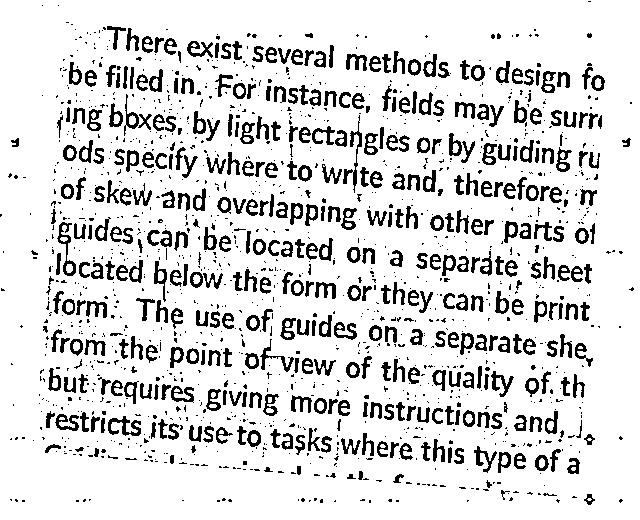 There exist several methods to design fo
be filled in. For instance, fields may be surr
ing boxes, by light rectangles or by guiding ru
ods specify where to write and, therefore, m
of skew and overlapping with other parts of
guides can be located on a separate sheet
located below the form or they can be print
form. The use of guides on a separate she
from the point of view of the quality of th
but requires giving more instructions and,
restricts its use to tasks where this type of a